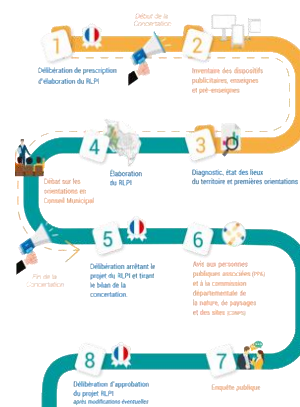 Début de la
Concertation
1
2
Délibération de prescription
d'élaboration du RLPI
Inventaire des dispositifs
publicitaires, enseignes
et pré-enseignes
4
3
Débat sur les
orientations en
Conseil Municipal
Élaboration
du RLPI
Diagnostic, état des lieux
du territoire et premières orientations
5
6
Fin de la
Concertation
Délibération arrêtant le
projet du RLPI et tirant
le bilan de la
concertation.
Avis aux personnes
publiques associées (PPA)
et à la commission
départementale de
la nature, de paysages
et des sites (CDNPS)
8
7
Délibération d'approbation
du projet RLPI
après modifications éventuelles
Enquête publique